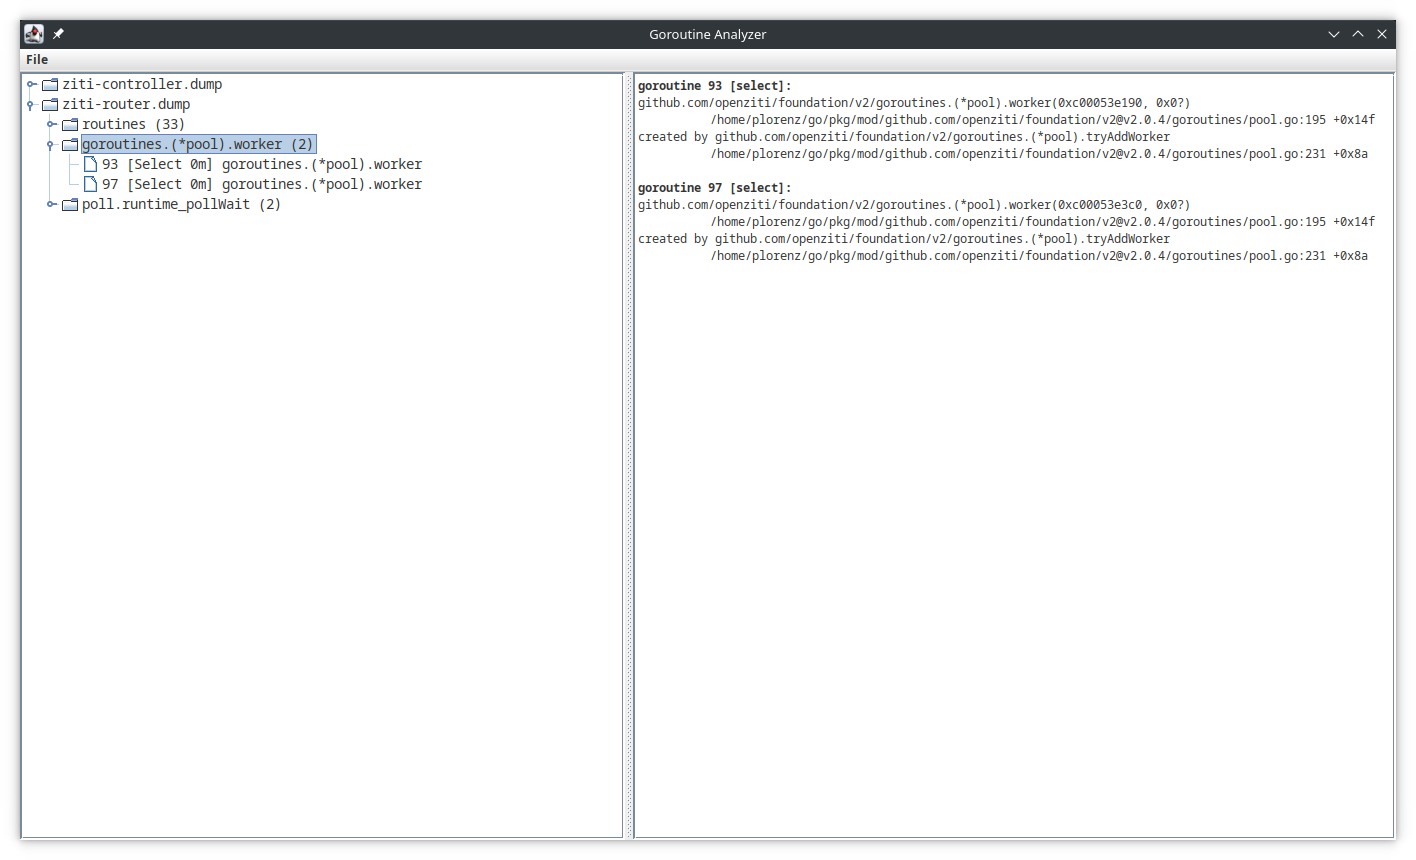 Goroutine Analyzer
File
ziti-controller.dump
ziti-router.dump
routines (33)
goroutines.(*pool).worker (2)
93 [Select 0m] goroutines.(*pool).worker
97 [Select 0m] goroutines.(*pool).worker
poll.runtime_pollWait (2)
goroutine 93 [select]:
github.com/openziti/foundation/v2/goroutines.(*pool).worker(0xc00053e190, 0x0?)
/home/plorenz/go/pkg/mod/github.com/openziti/foundation/v2@v2.0.4/goroutines/pool.go:195 +0x14f
created by github.com/openziti/foundation/v2/goroutines.(*pool).tryAddWorker
/home/plorenz/go/pkg/mod/github.com/openziti/foundation/v2@v2.0.4/goroutines/pool.go:231 +0x8a
goroutine 97 [select]:
github.com/openziti/foundation/v2/goroutines.(*pool).worker(0xc00053e3c0, 0x0?)
/home/plorenz/go/pkg/mod/github.com/openziti/foundation/v2@v2.0.4/goroutines/pool.go:195 +0x14f
created by github.com/openziti/foundation/v2/goroutines.(*pool).tryAddWorker
/home/plorenz/go/pkg/mod/github.com/openziti/foundation/v2@v2.0.4/goroutines/pool.go:231 +0x8a